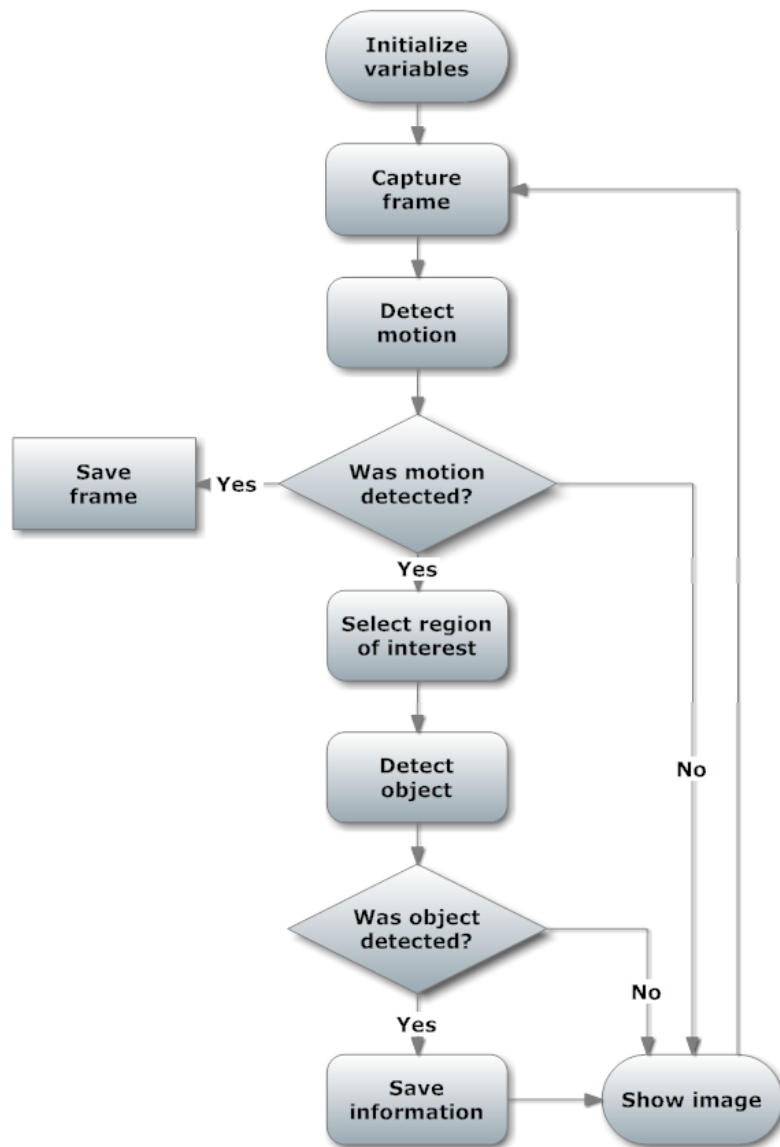 Initialize
variables
Capture
frame
Detect
motion
Save
frame
Yes
Was motion
detected?
Yes
Select region
of interest
Detect
object
No
Was object
detected?
No
Yes
Save
information
Show image